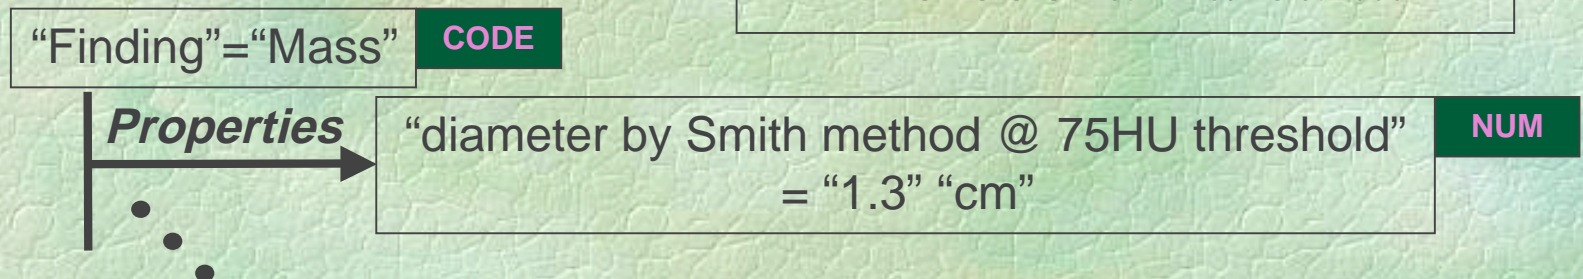 “Finding”=“Mass” CODE
Properties
“diameter by Smith method @ 75HU threshold” NUM
= “1.3” “cm”